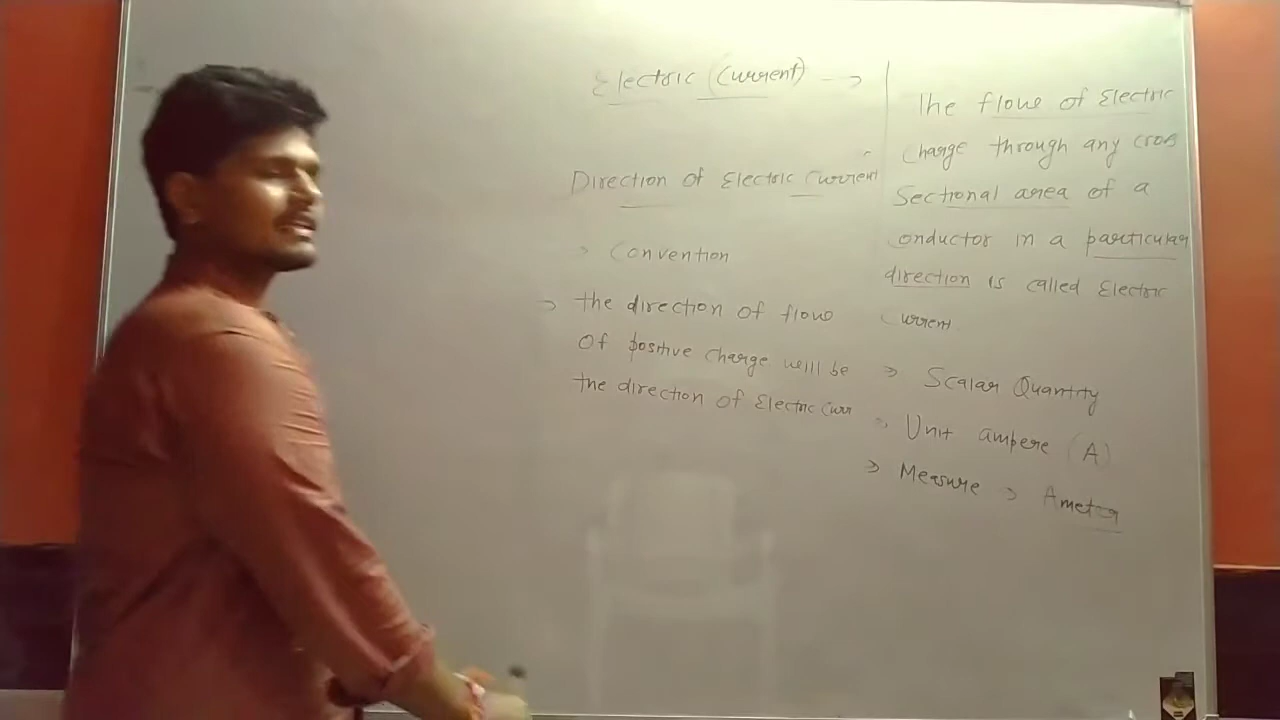 Electric (Current) →
Direction of Electric Current
→ Convention
→ the direction of flow
of positive charge will be
the direction of Electric Curr
The flow of Electric
charge through any cross
Sectional area of a
conductor in a particular
direction is called Electric
Current
⇒ Scalar Quantity
⇒ Unit ampere (A)
⇒ Measure → Ameter